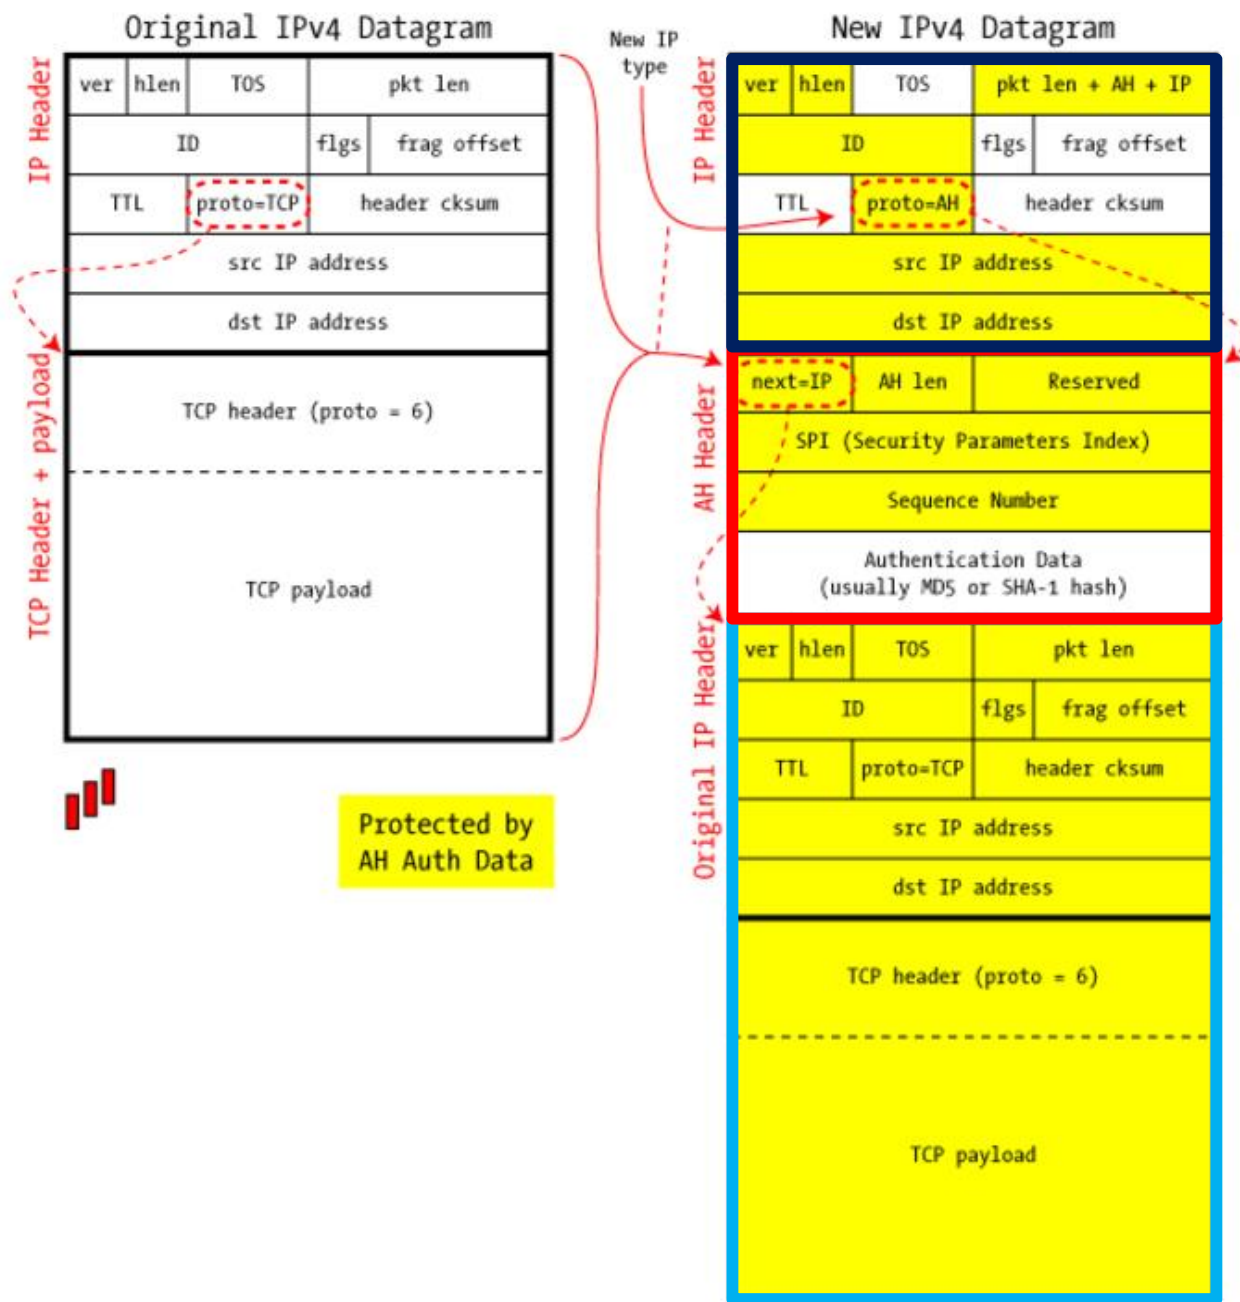 Original IPv4 Datagram
IP Header
ver hlen TOS pkt len
ID flgs frag offset
TTL proto=TCP header cksum
src IP address
dst IP address
TCP Header + payload
TCP header (proto = 6)
TCP payload
Protected by
AH Auth Data
New IP
type
New IPv4 Datagram
IP Header
ver hlen TOS pkt len + AH + IP
ID flgs frag offset
TTL proto=AH header cksum
src IP address
dst IP address
AH Header
next=IP AH len Reserved
SPI (Security Parameters Index)
Sequence Number
Authentication Data
(usually MD5 or SHA-1 hash)
Original IP Header
ver hlen TOS pkt len
ID flgs frag offset
TTL proto=TCP header cksum
src IP address
dst IP address
TCP header (proto = 6)
TCP payload